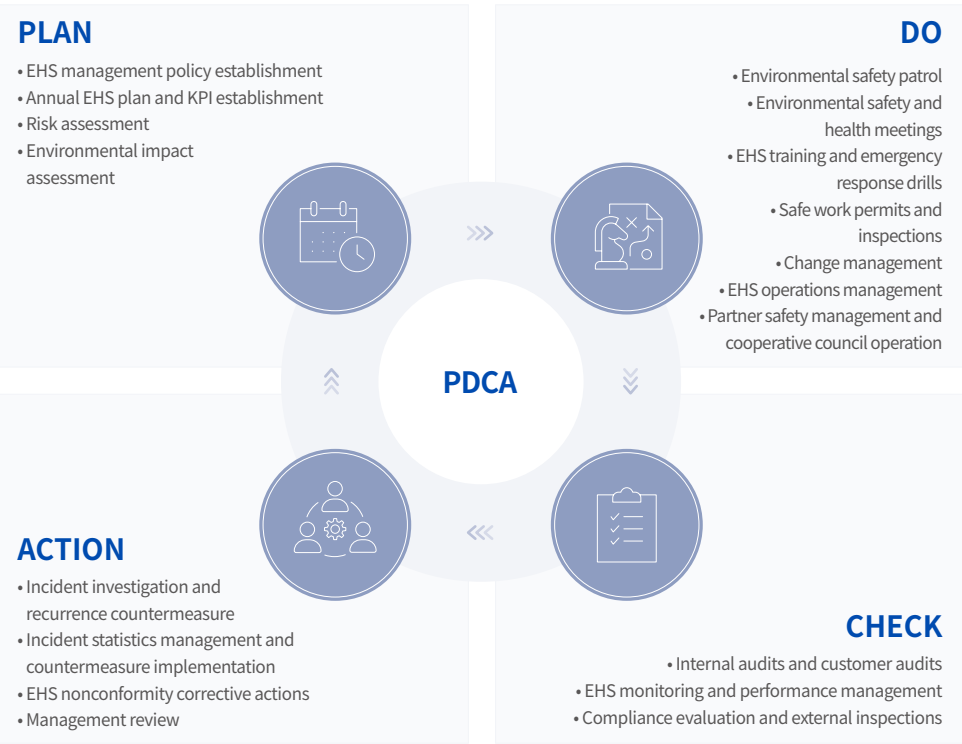 PLAN
• EHS management policy establishment
• Annual EHS plan and KPI establishment
• Risk assessment
• Environmental impact
assessment
DO
• Environmental safety patrol
• Environmental safety and
health meetings
• EHS training and emergency
response drills
• Safe work permits and
inspections
• Change management
• EHS operations management
• Partner safety management and
cooperative council operation
PDCA
ACTION
• Incident investigation and
recurrence countermeasure
• Incident statistics management and
countermeasure implementation
• EHS nonconformity corrective actions
• Management review
CHECK
• Internal audits and customer audits
• EHS monitoring and performance management
• Compliance evaluation and external inspections